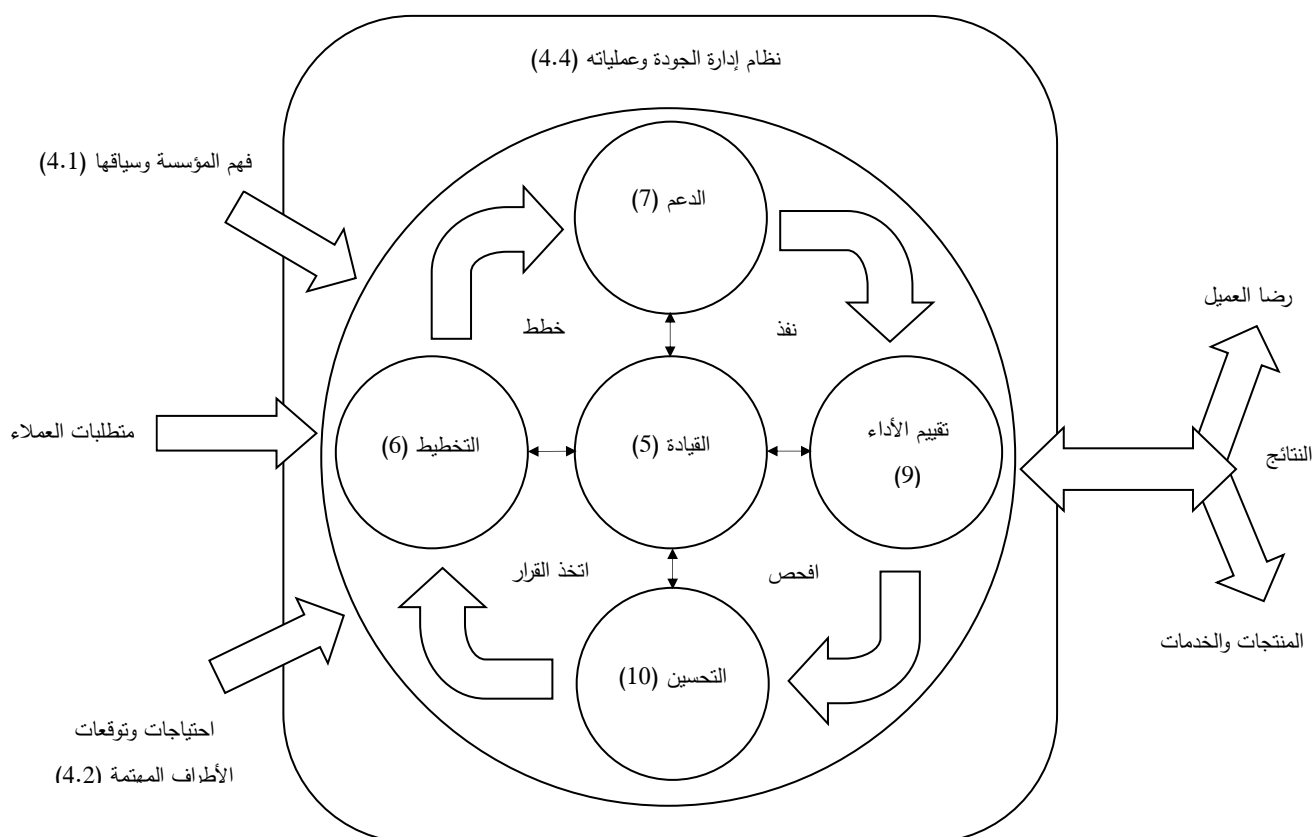 نظام إدارة الجودة وعملياته (4.4)
فهم المؤسسة وسياقها (4.1)
الدعم (7)
رضا العميل
خطط
نفذ
متطلبات العملاء
التخطيط (6)
القيادة (5)
تقييم الأداء
(9)
النتائج
اتخذ القرار
افحص
المنتجات والخدمات
التحسين (10)
احتياجات وتوقعات
الأطراف المهتمة (4.2)